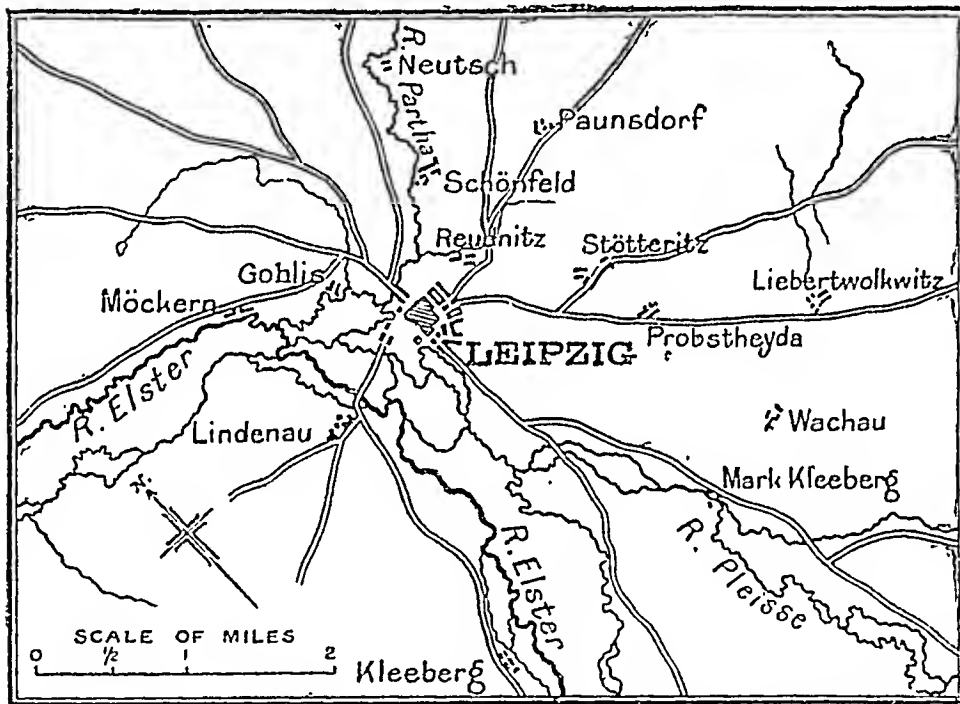 R. Partha
Neutsch
Paunsdorf
Schönfeld
Reudnitz
Stötteritz
Gohlis
Liebertwolkwitz
Möckern
Probstheyda
LEIPZIG
R. Elster
Lindenau
Wachau
Mark Kleeberg
N.
R. Elster
R. Pleisse
SCALE OF MILES
0 ½ 1 2
Kleeberg